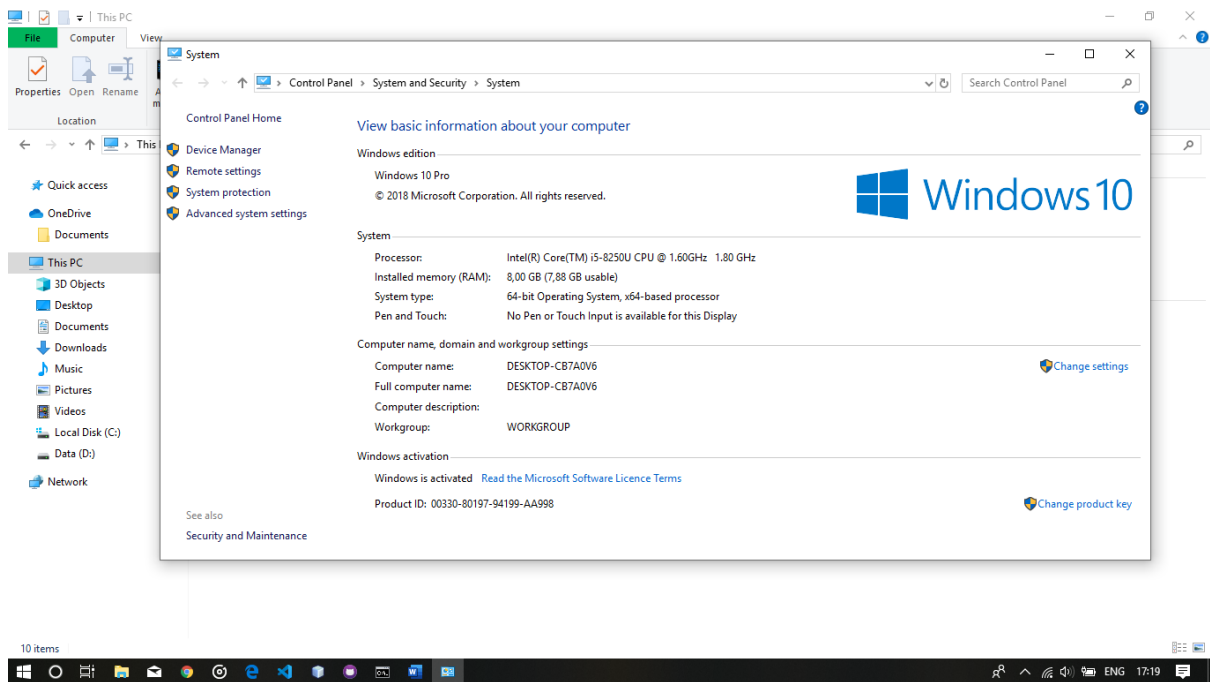 This PC
File Computer View
System
Control Panel > System and Security > System
Search Control Panel
Properties Open Rename
Location
This
Control Panel Home
Device Manager
Remote settings
System protection
Advanced system settings
See also
Security and Maintenance
View basic information about your computer
Windows edition
Windows 10 Pro
© 2018 Microsoft Corporation. All rights reserved.
Windows 10
System
Processor: Intel(R) Core(TM) i5-8250U CPU @ 1.60GHz 1.80 GHz
Installed memory (RAM): 8,00 GB (7,88 GB usable)
System type: 64-bit Operating System, x64-based processor
Pen and Touch: No Pen or Touch Input is available for this Display
Computer name, domain and workgroup settings
Computer name: DESKTOP-CB7A0V6
Change settings
Full computer name: DESKTOP-CB7A0V6
Computer description:
Workgroup: WORKGROUP
Windows activation
Windows is activated Read the Microsoft Software Licence Terms
Product ID: 00330-80197-94199-AA998
Change product key
Quick access
OneDrive
Documents
This PC
3D Objects
Desktop
Documents
Downloads
Music
Pictures
Videos
Local Disk (C:)
Data (D:)
Network
10 items
ENG 17:19